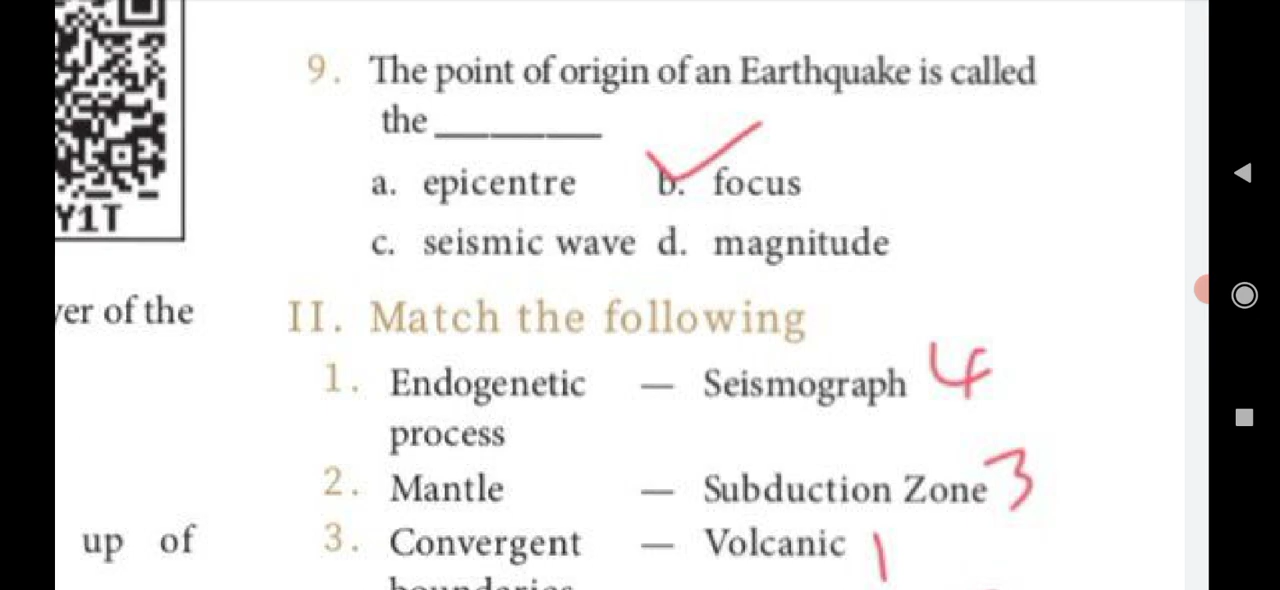 9. The point of origin of an Earthquake is called
the
a. epicentre b. focus
c. seismic wave d. magnitude
Y1T
of the
II. Match the following
1. Endogenetic — Seismograph 4
process
2. Mantle — Subduction Zone 3
up of
3. Convergent — Volcanic 1